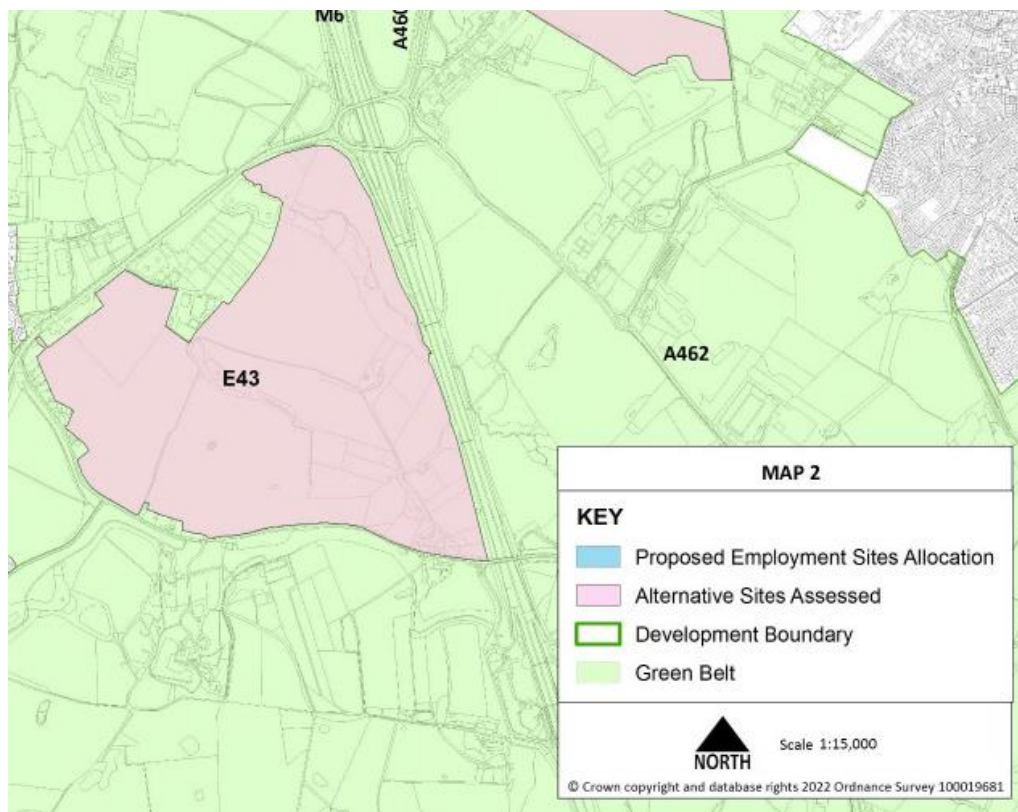 M6
A460
E43
A462
MAP 2
KEY
Proposed Employment Sites Allocation
Alternative Sites Assessed
Development Boundary
Green Belt
NORTH
Scale 1:15,000
© Crown copyright and database rights 2022 Ordnance Survey 100019681